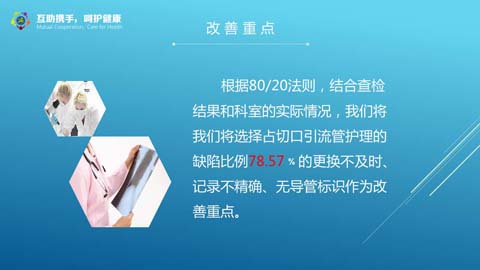 互助携手，呵护健康
Mutual Cooperation, Care for Health
改善重点
根据80/20法则，结合查检
结果和科室的实际情况，我们将
我们将选择占切口引流管护理的
缺陷比例78.57％的更换不及时、
记录不精确、无导管标识作为改
善重点。